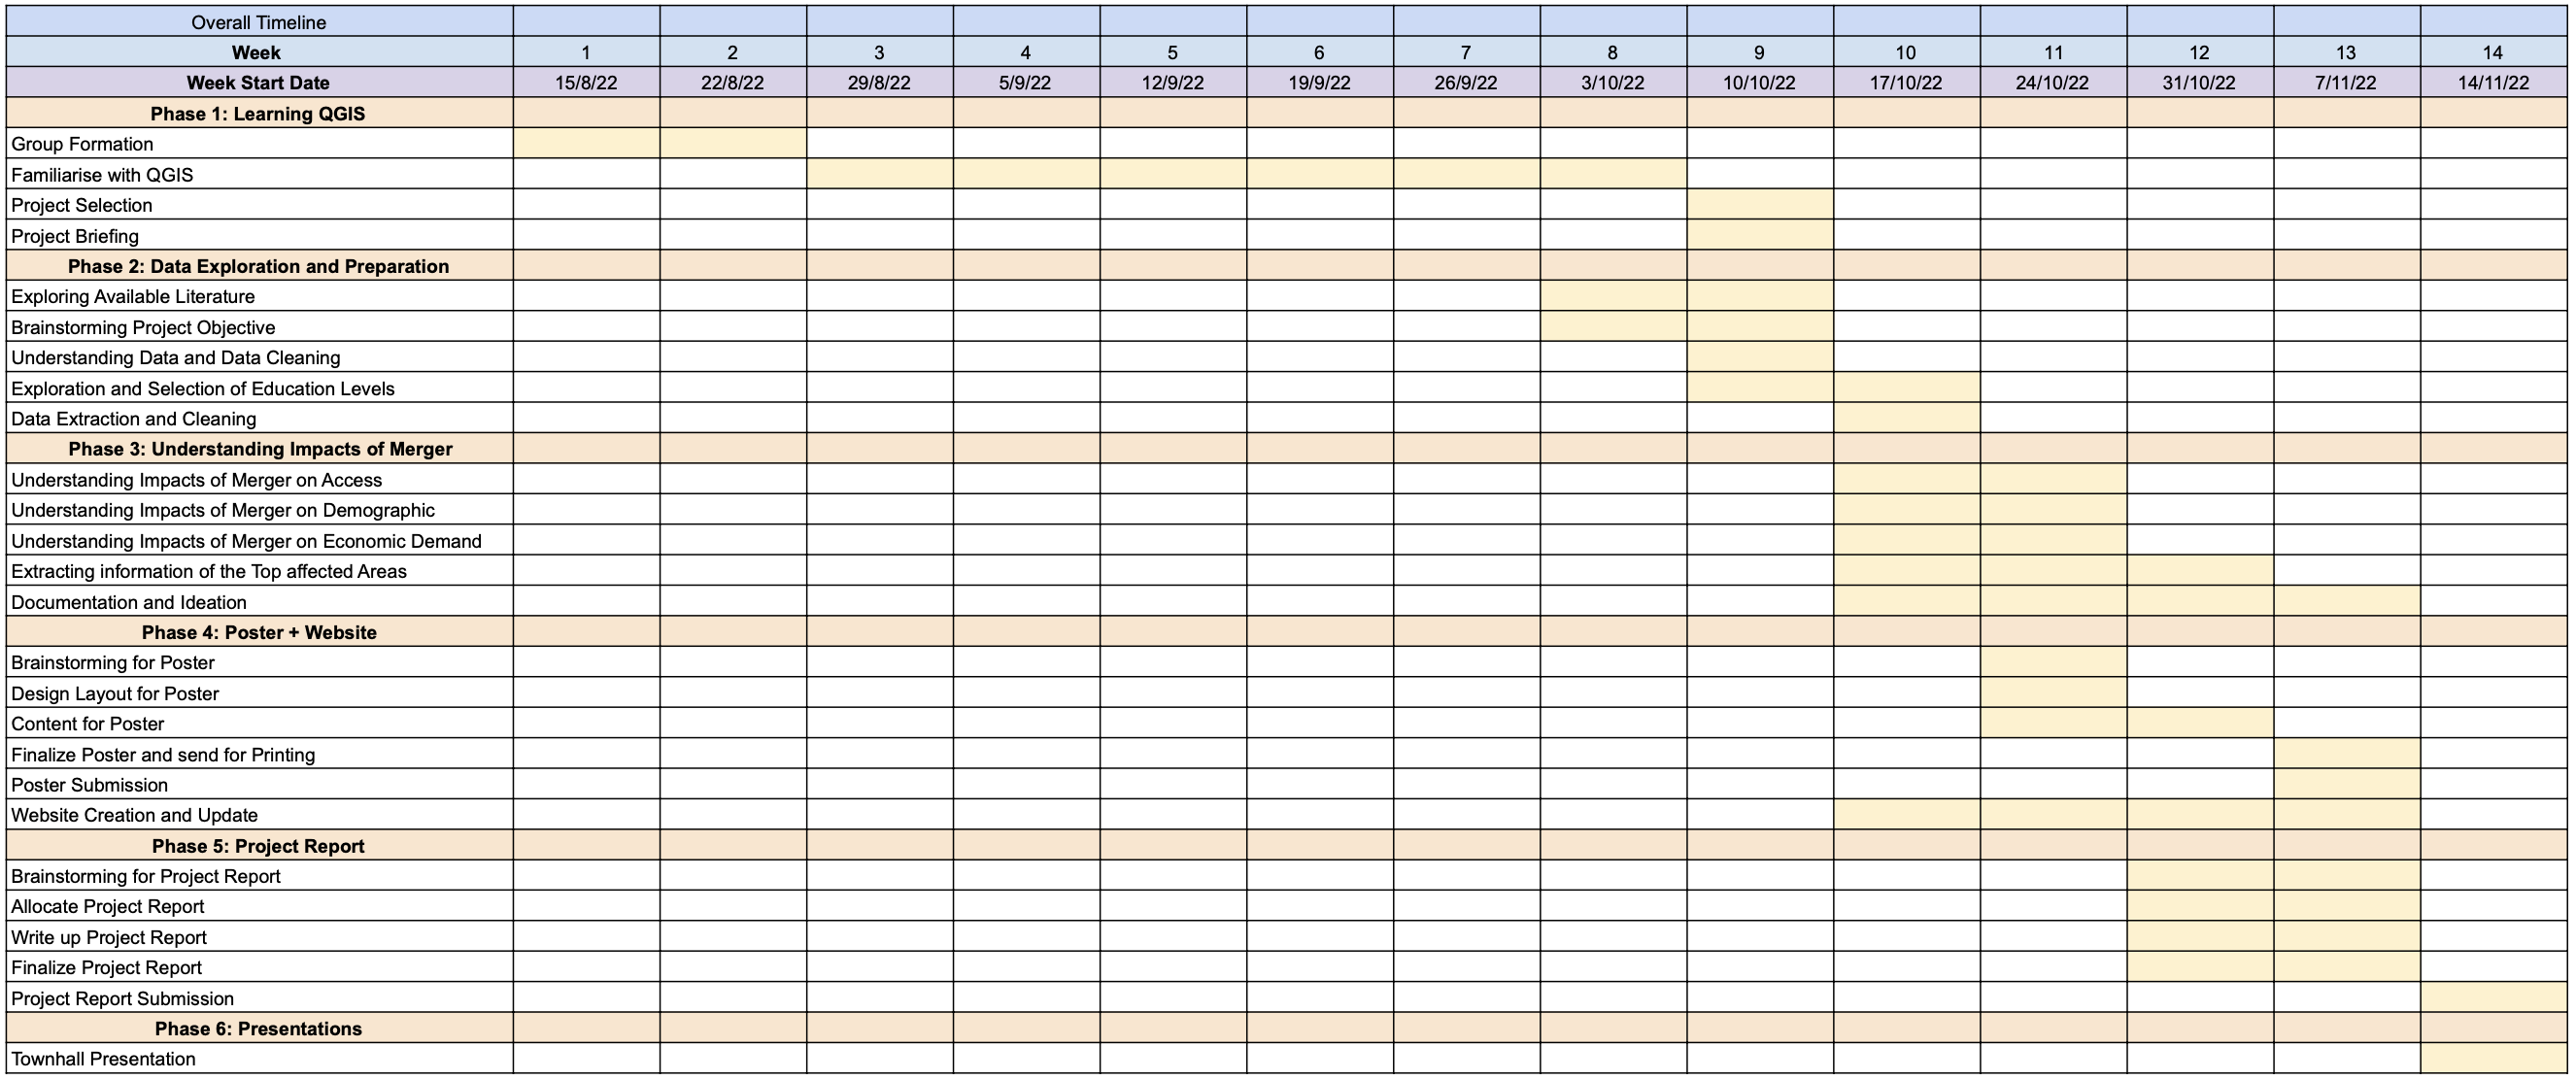 Overall Timeline
Week 1 2 3 4 5 6 7 8 9 10 11 12 13 14
Week Start Date 15/8/22 22/8/22 29/8/22 5/9/22 12/9/22 19/9/22 26/9/22 3/10/22 10/10/22 17/10/22 24/10/22 31/10/22 7/11/22 14/11/22
Phase 1: Learning QGIS
Group Formation
Familiarise with QGIS
Project Selection
Project Briefing
Phase 2: Data Exploration and Preparation
Exploring Available Literature
Brainstorming Project Objective
Understanding Data and Data Cleaning
Exploration and Selection of Education Levels
Data Extraction and Cleaning
Phase 3: Understanding Impacts of Merger
Understanding Impacts of Merger on Access
Understanding Impacts of Merger on Demographic
Understanding Impacts of Merger on Economic Demand
Extracting information of the Top affected Areas
Documentation and Ideation
Phase 4: Poster + Website
Brainstorming for Poster
Design Layout for Poster
Content for Poster
Finalize Poster and send for Printing
Poster Submission
Website Creation and Update
Phase 5: Project Report
Brainstorming for Project Report
Allocate Project Report
Write up Project Report
Finalize Project Report
Project Report Submission
Phase 6: Presentations
Townhall Presentation